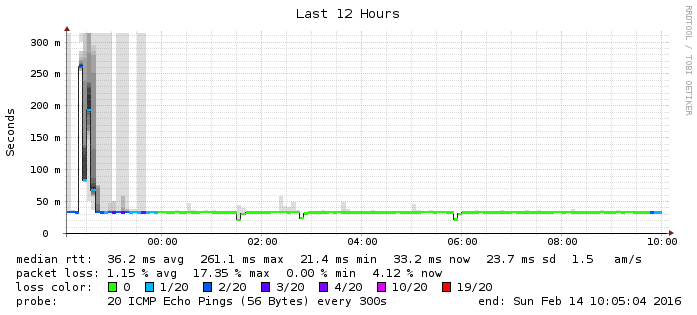 Last 12 Hours
RRDTOOL / TOBI OETIKER
Seconds
300 m
250 m
200 m
150 m
100 m
50 m
0
00:00 02:00 04:00 06:00 08:00 10:00
median rtt: 36.2 ms avg 261.1 ms max 21.4 ms min 33.2 ms now 23.7 ms sd 1.5 am/s
packet loss: 1.15 % avg 17.35 % max 0.00 % min 4.12 % now
loss color: 0 1/20 2/20 3/20 4/20 10/20 19/20
probe: 20 ICMP Echo Pings (56 Bytes) every 300s end: Sun Feb 14 10:05:04 2016